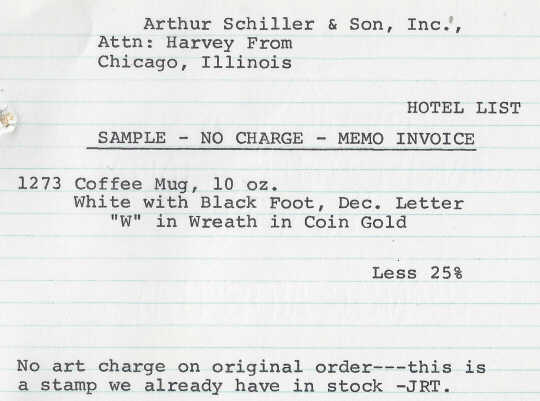 Arthur Schiller & Son, Inc.,
Attn: Harvey From
Chicago, Illinois
HOTEL LIST
SAMPLE - NO CHARGE - MEMO INVOICE
1273 Coffee Mug, 10 oz.
White with Black Foot, Dec. Letter
"W" in Wreath in Coin Gold
Less 25%
No art charge on original order---this is
a stamp we already have in stock -JRT.